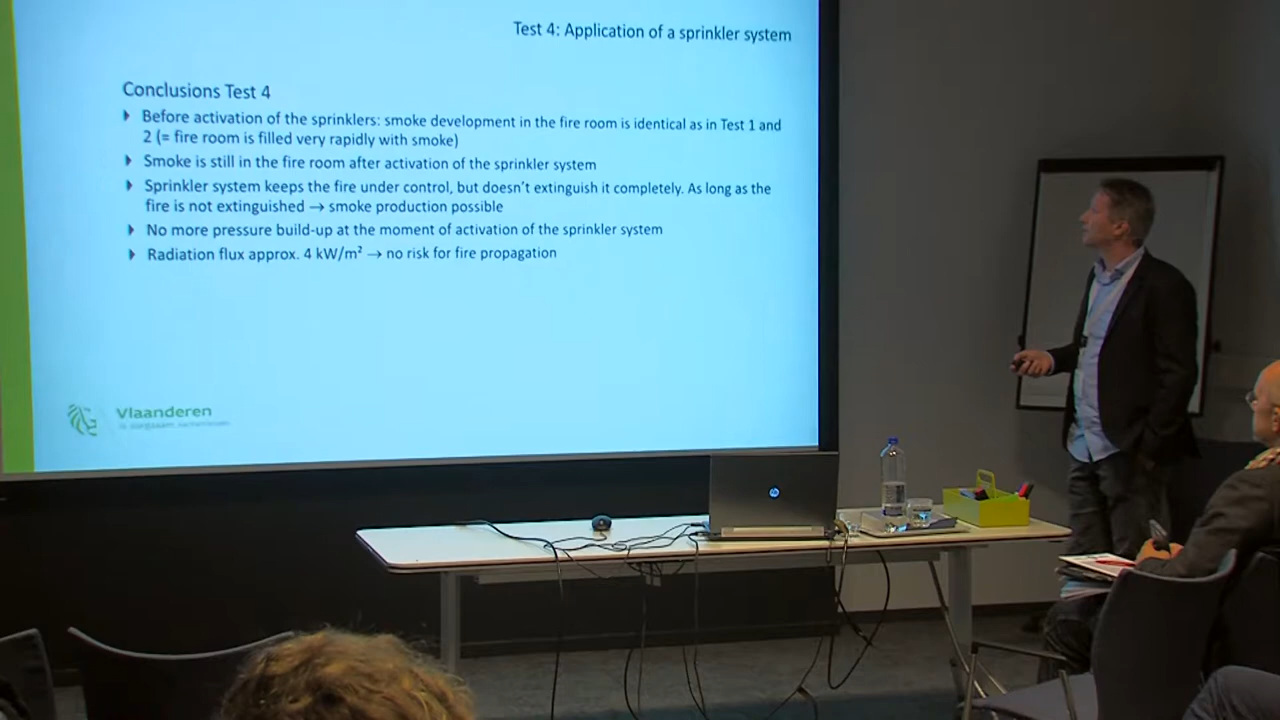 Test 4: Application of a sprinkler system
Conclusions Test 4
Before activation of the sprinklers: smoke development in the fire room is identical as in Test 1 and
2 (= fire room is filled very rapidly with smoke)
Smoke is still in the fire room after activation of the sprinkler system
Sprinkler system keeps the fire under control, but doesn't extinguish it completely. As long as the
fire is not extinguished → smoke production possible
No more pressure build-up at the moment of activation of the sprinkler system
Radiation flux approx. 4 kW/m² → no risk for fire propagation
Vlaanderen
hp